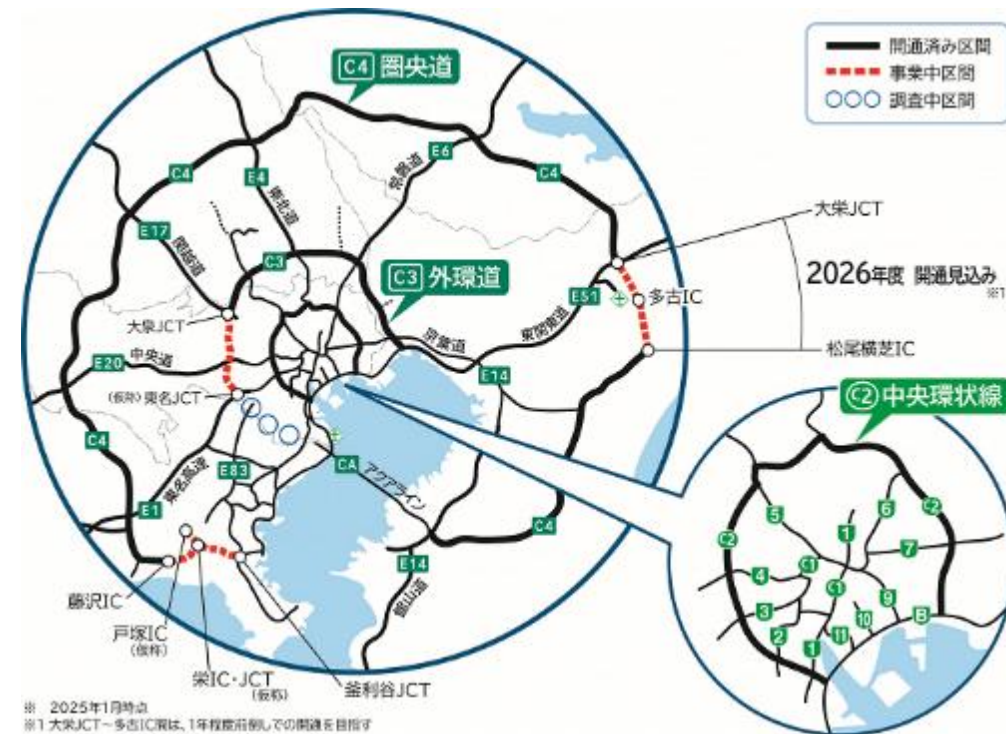 C4 圏央道
開通済み区間
事業中区間
調査中区間
E6
常磐道
C4
C4
E4
東北道
大栄JCT
E17
関越道
C3
C3 外環道
2026年度 開通見込み
※1
E51
多古IC
東関東道
大泉JCT
京葉道
松尾横芝IC
E20
中央道
E14
(仮称)東名JCT
C2 中央環状線
C4
E83
CA
アクアライン
東名高速
E1
C4
E14
館山道
藤沢IC
戸塚IC
(仮称)
栄IC・JCT
(仮称)
釜利谷JCT
5
1
6
C2
C2
7
C1
4
C1
9
3
10
B
2
1
11
※ 2025年1月時点
※1 大栄JCT～多古IC間は、1年程度前倒しでの開通を目指す